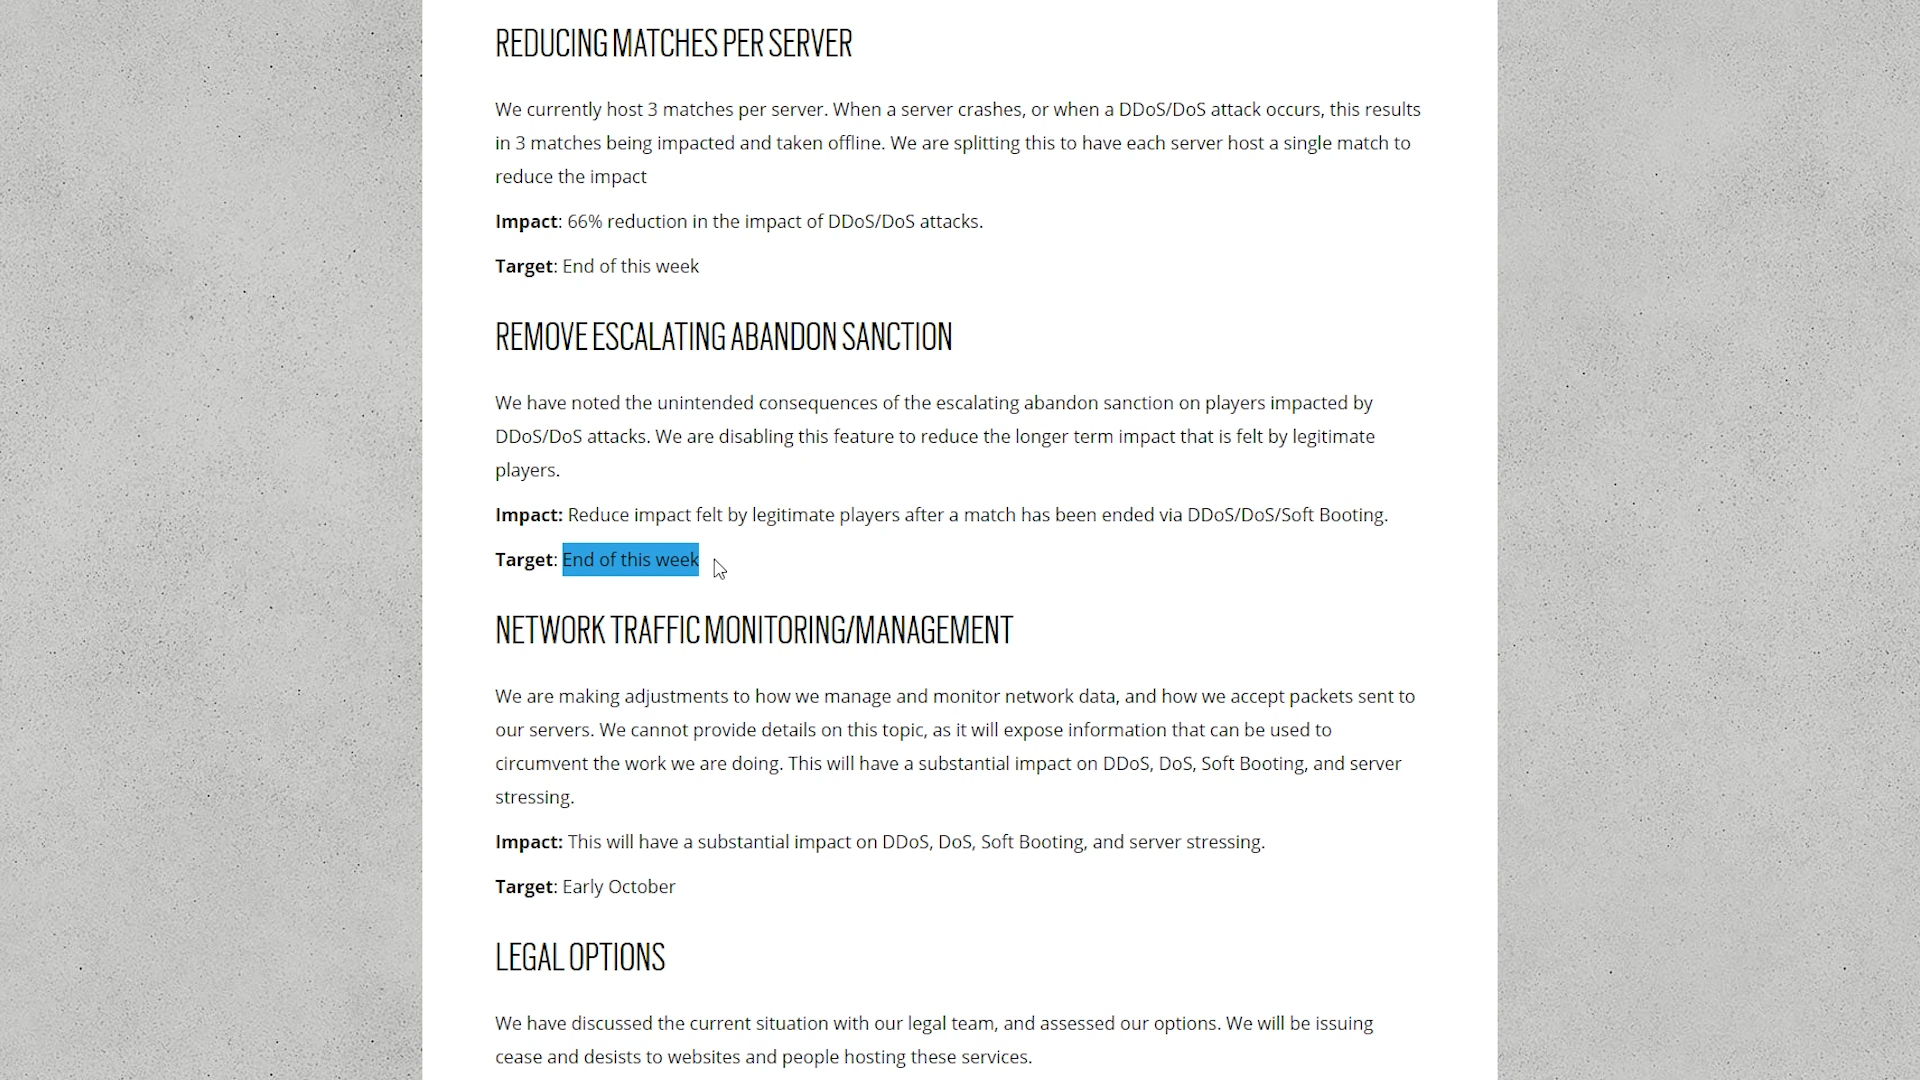 REDUCING MATCHES PER SERVER
We currently host 3 matches per server. When a server crashes, or when a DDoS/DoS attack occurs, this results
in 3 matches being impacted and taken offline. We are splitting this to have each server host a single match to
reduce the impact
Impact: 66% reduction in the impact of DDoS/DoS attacks.
Target: End of this week
REMOVE ESCALATING ABANDON SANCTION
We have noted the unintended consequences of the escalating abandon sanction on players impacted by
DDoS/DoS attacks. We are disabling this feature to reduce the longer term impact that is felt by legitimate
players.
Impact: Reduce impact felt by legitimate players after a match has been ended via DDoS/DoS/Soft Booting.
Target: End of this week
NETWORK TRAFFIC MONITORING/MANAGEMENT
We are making adjustments to how we manage and monitor network data, and how we accept packets sent to
our servers. We cannot provide details on this topic, as it will expose information that can be used to
circumvent the work we are doing. This will have a substantial impact on DDoS, DoS, Soft Booting, and server
stressing.
Impact: This will have a substantial impact on DDoS, DoS, Soft Booting, and server stressing.
Target: Early October
LEGAL OPTIONS
We have discussed the current situation with our legal team, and assessed our options. We will be issuing
cease and desists to websites and people hosting these services.